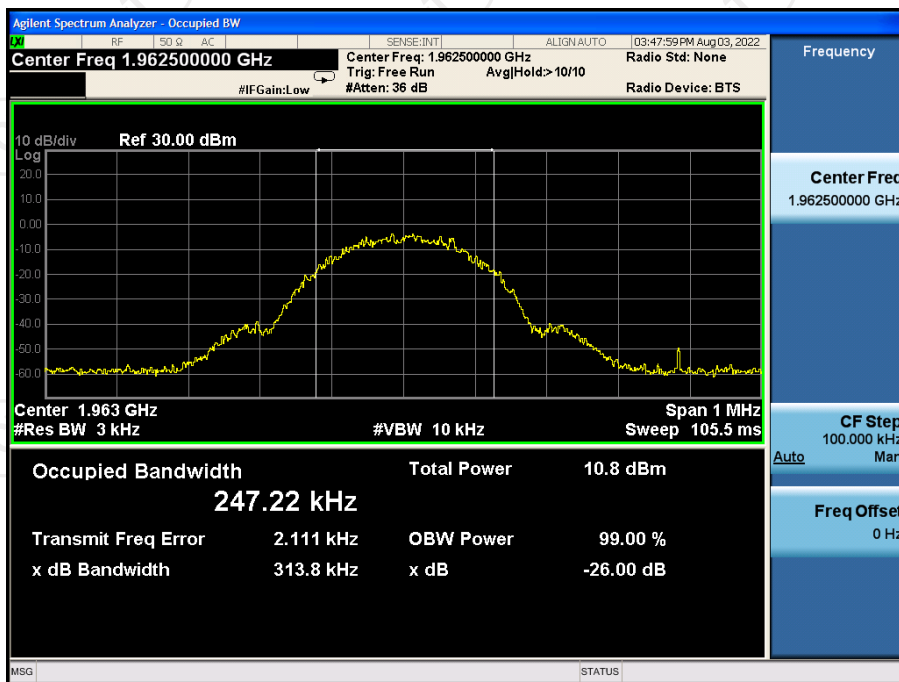 Agilent Spectrum Analyzer - Occupied BW
LXI RF 50 Ω AC SENSE:INT ALIGN AUTO 03:47:59 PM Aug 03, 2022
Center Freq 1.962500000 GHz
Center Freq: 1.962500000 GHz
Radio Std: None
Trig: Free Run Avg|Hold:> 10/10
#IFGain:Low
#Atten: 36 dB
Radio Device: BTS
10 dB/div Ref 30.00 dBm
Log
20.0
10.0
0.00
-10.0
-20.0
-30.0
-40.0
-50.0
-60.0
Center 1.963 GHz
Span 1 MHz
#Res BW 3 kHz
#VBW 10 kHz
Sweep 105.5 ms
Occupied Bandwidth
Total Power 10.8 dBm
247.22 kHz
Transmit Freq Error 2.111 kHz
OBW Power 99.00 %
x dB Bandwidth 313.8 kHz
x dB -26.00 dB
MSG
STATUS
Frequency
Center Freq
1.962500000 GHz
CF Step
100.000 kHz
Auto Man
Freq Offset
0 Hz